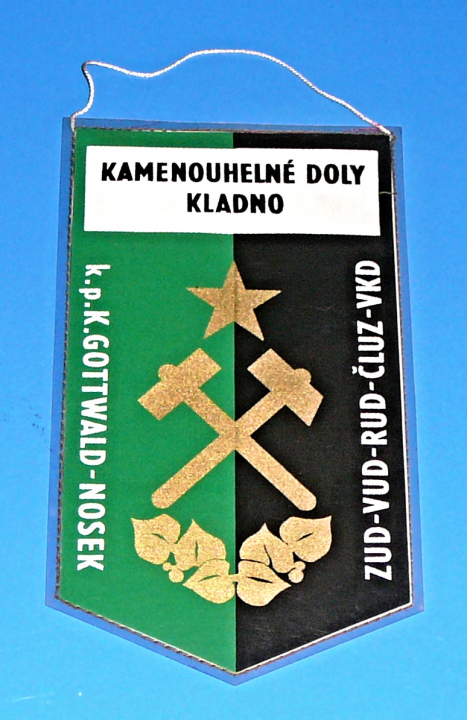 KAMENOUHELNÉ DOLY
KLADNO
k.p.K.GOTTWALD-NOSEK
ZUD-VUD-RUD-ČLUZ-VKD